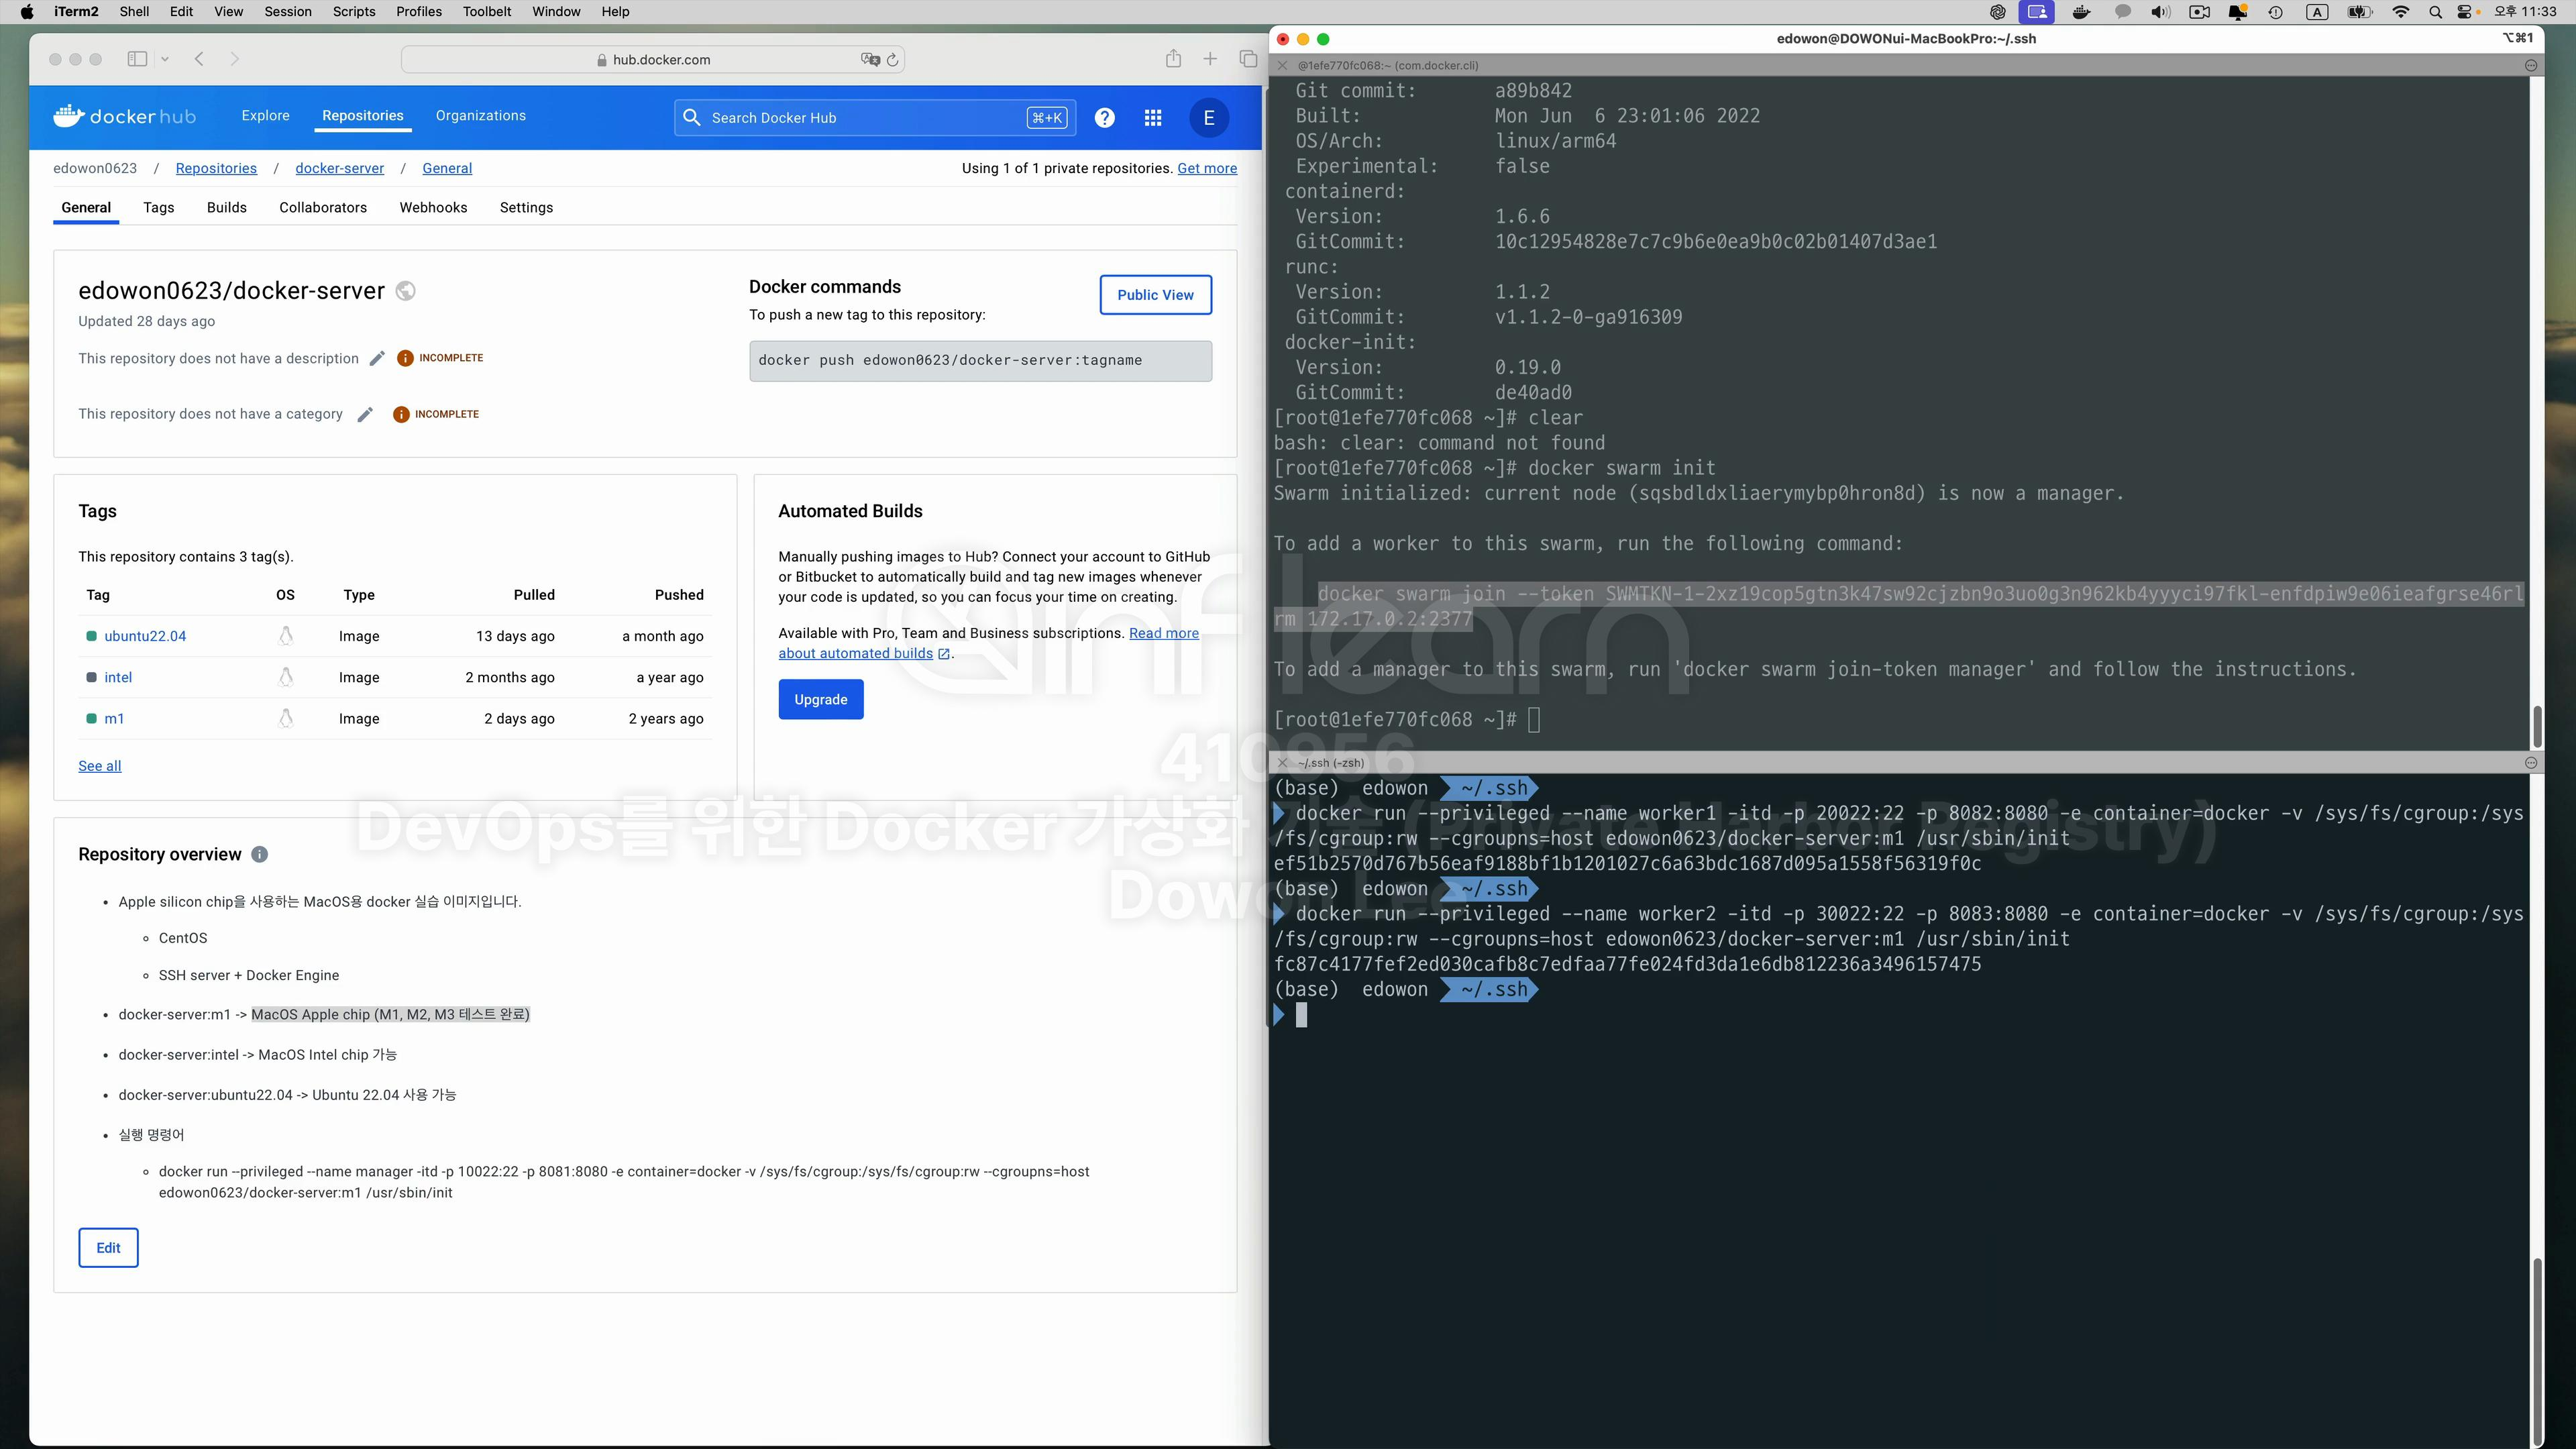 iTerm2 Shell Edit View Session Scripts Profiles Toolbelt Window Help
A 오후 11:33
hub.docker.com
docker hub Explore Repositories Organizations Search Docker Hub ⌘+K E
edowon0623 / Repositories / docker-server / General
Using 1 of 1 private repositories. Get more
General Tags Builds Collaborators Webhooks Settings
edowon0623/docker-server
Updated 28 days ago
This repository does not have a description INCOMPLETE
This repository does not have a category INCOMPLETE
Docker commands
Public View
To push a new tag to this repository:
docker push edowon0623/docker-server:tagname
Tags
This repository contains 3 tag(s).
Tag OS Type Pulled Pushed
ubuntu22.04 Image 13 days ago a month ago
intel Image 2 months ago a year ago
m1 Image 2 days ago 2 years ago
See all
Automated Builds
Manually pushing images to Hub? Connect your account to GitHub
or Bitbucket to automatically build and tag new images whenever
your code is updated, so you can focus your time on creating.
Available with Pro, Team and Business subscriptions. Read more
about automated builds.
Upgrade
Repository overview
• Apple silicon chip을 사용하는 MacOS용 docker 실습 이미지입니다.
◦ CentOS
◦ SSH server + Docker Engine
• docker-server:m1 -> MacOS Apple chip (M1, M2, M3 테스트 완료)
• docker-server:intel -> MacOS Intel chip 가능
• docker-server:ubuntu22.04 -> Ubuntu 22.04 사용 가능
• 실행 명령어
◦ docker run --privileged --name manager -itd -p 10022:22 -p 8081:8080 -e container=docker -v /sys/fs/cgroup:/sys/fs/cgroup:rw --cgroupns=host
edowon0623/docker-server:m1 /usr/sbin/init
Edit
edowon@DOWONui-MacBookPro:~/.ssh
⌥⌘1
@1efe770fc068:~ (com.docker.cli)
Git commit: a89b842
Built: Mon Jun 6 23:01:06 2022
OS/Arch: linux/arm64
Experimental: false
containerd:
Version: 1.6.6
GitCommit: 10c12954828e7c7c9b6e0ea9b0c02b01407d3ae1
runc:
Version: 1.1.2
GitCommit: v1.1.2-0-ga916309
docker-init:
Version: 0.19.0
GitCommit: de40ad0
[root@1efe770fc068 ~]# clear
bash: clear: command not found
[root@1efe770fc068 ~]# docker swarm init
Swarm initialized: current node (sqsbdldxliaerymybp0hron8d) is now a manager.
To add a worker to this swarm, run the following command:
docker swarm join --token SWMTKN-1-2xz19cop5gtn3k47sw92cjzbn9o3uo0g3n962kb4yyyci97fkl-enfdpiw9e06ieafgrse46rl
rm 172.17.0.2:2377
To add a manager to this swarm, run 'docker swarm join-token manager' and follow the instructions.
[root@1efe770fc068 ~]#
~/.ssh (-zsh)
(base) edowon ~/.ssh
docker run --privileged --name worker1 -itd -p 20022:22 -p 8082:8080 -e container=docker -v /sys/fs/cgroup:/sys
/fs/cgroup:rw --cgroupns=host edowon0623/docker-server:m1 /usr/sbin/init
ef51b2570d767b56eaf9188bf1b1201027c6a63bdc1687d095a1558f56319f0c
(base) edowon ~/.ssh
docker run --privileged --name worker2 -itd -p 30022:22 -p 8083:8080 -e container=docker -v /sys/fs/cgroup:/sys
/fs/cgroup:rw --cgroupns=host edowon0623/docker-server:m1 /usr/sbin/init
fc87c4177fef2ed030cafb8c7edfaa77fe024fd3da1e6db812236a3496157475
(base) edowon ~/.ssh
inflearn
410956
DevOps를 위한 Docker 가상화 기술(Private Harbor Registry)
Dowon Lee